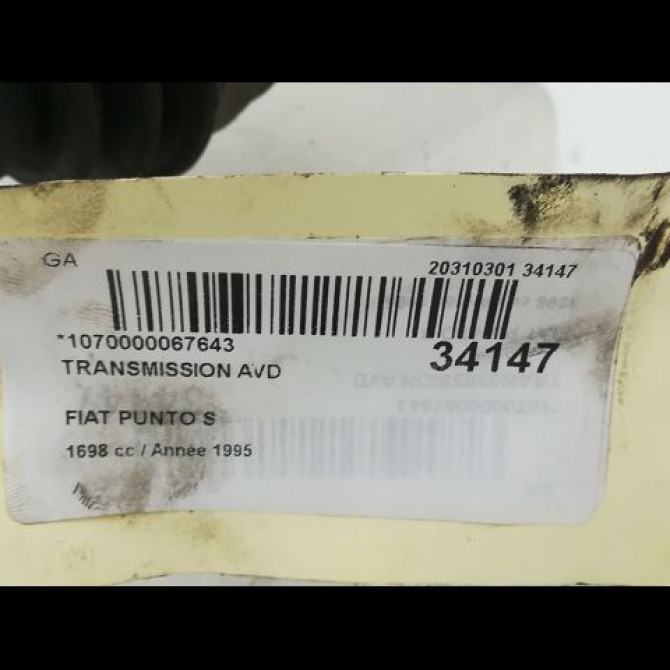 GA
20310301 34147
*1070000067643
34147
TRANSMISSION AVD
FIAT PUNTO S
1698 cc / Année 1995